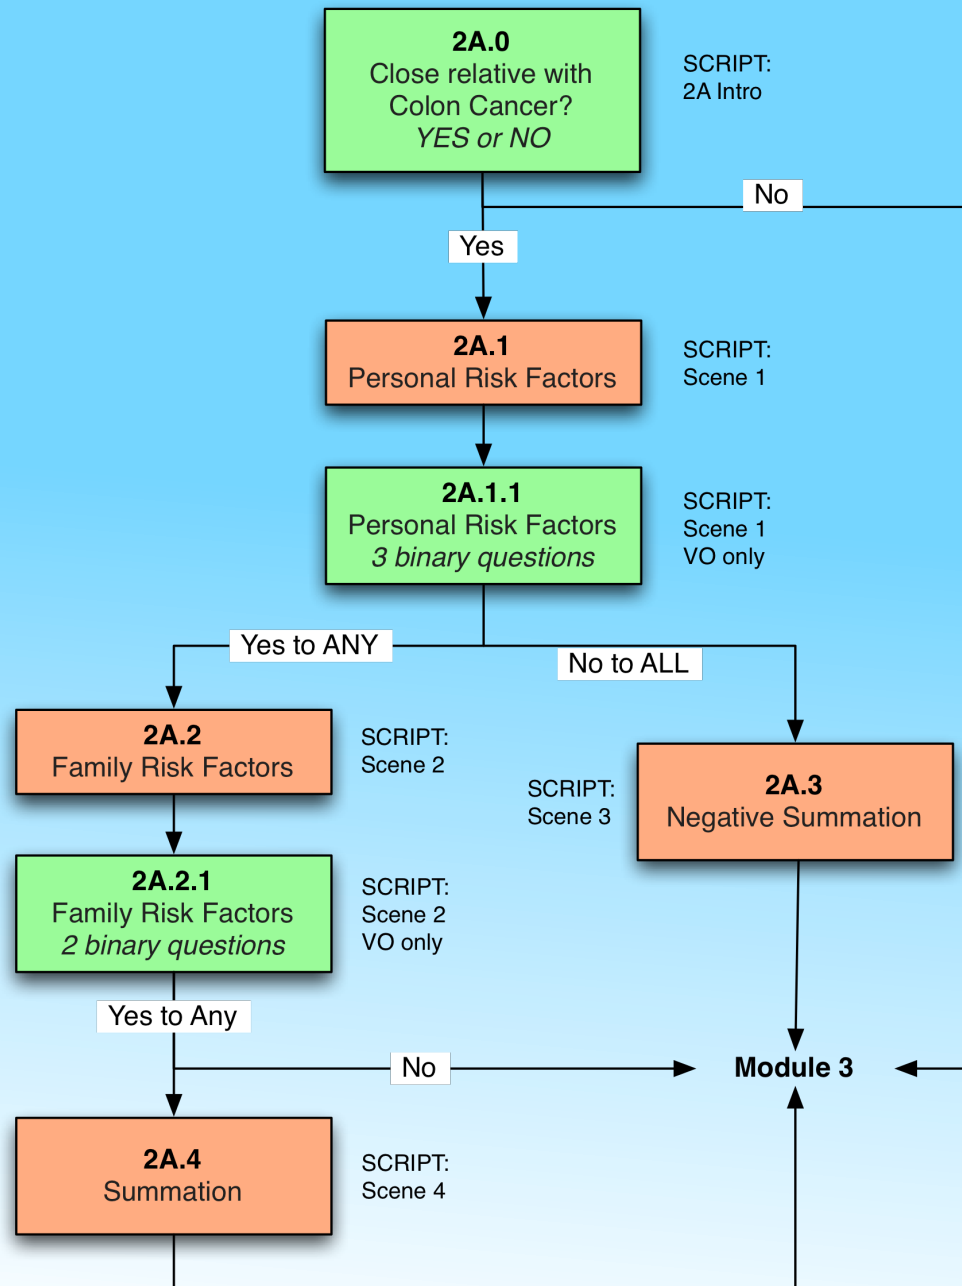 2A.0
Close relative with
Colon Cancer?
YES or NO
SCRIPT:
2A Intro
No
Yes
2A.1
Personal Risk Factors
SCRIPT:
Scene 1
2A.1.1
Personal Risk Factors
3 binary questions
SCRIPT:
Scene 1
VO only
Yes to ANY
No to ALL
2A.2
Family Risk Factors
SCRIPT:
Scene 2
2A.3
Negative Summation
SCRIPT:
Scene 3
2A.2.1
Family Risk Factors
2 binary questions
SCRIPT:
Scene 2
VO only
Yes to Any
No
Module 3
2A.4
Summation
SCRIPT:
Scene 4